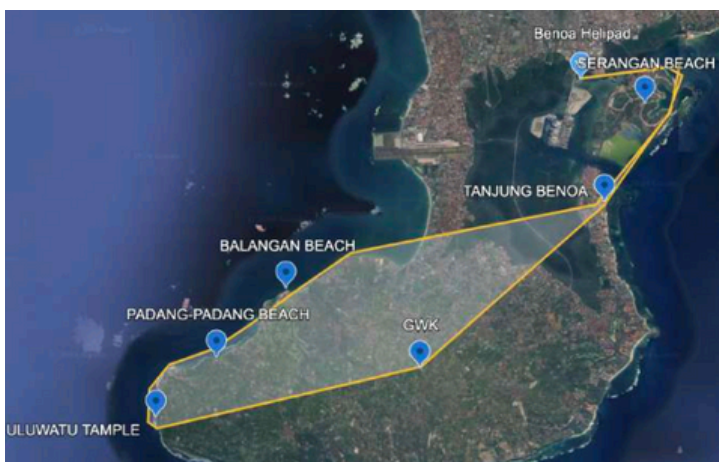 Benoa Helipad
SERANGAN BEACH
TANJUNG BENOA
BALANGAN BEACH
PADANG-PADANG BEACH
GWK
ULUWATU TAMPLE